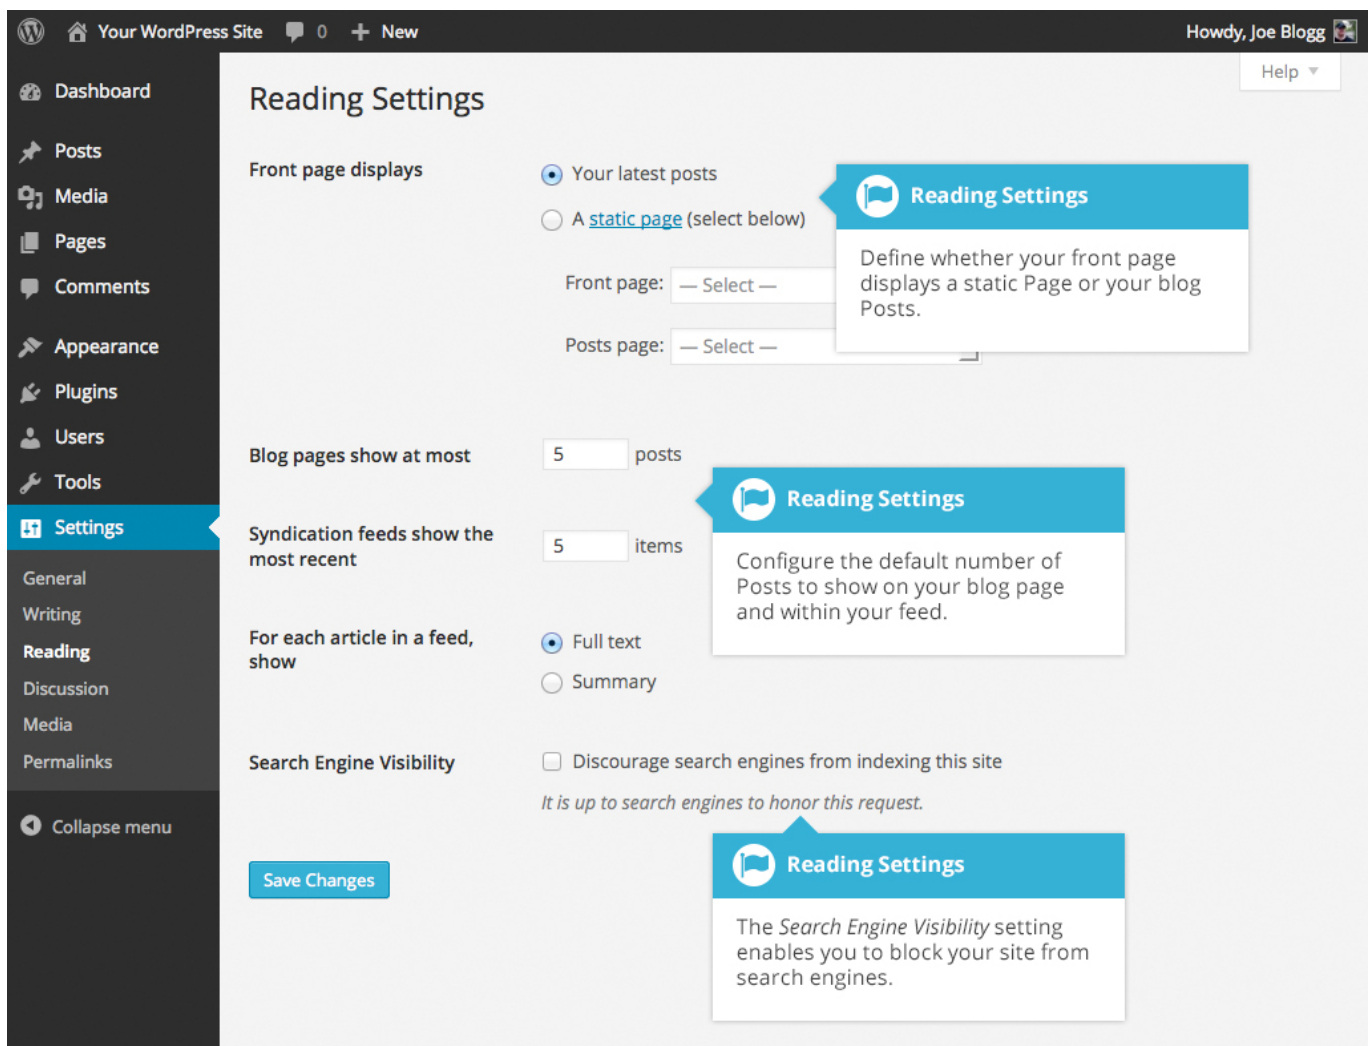 Your WordPress Site 0 New Howdy, Joe Blogg
Help
Dashboard
Posts
Media
Pages
Comments
Appearance
Plugins
Users
Tools
Settings
General
Writing
Reading
Discussion
Media
Permalinks
Collapse menu
Reading Settings
Front page displays
Your latest posts
A static page (select below)
Front page: — Select —
Posts page: — Select —
Reading Settings
Define whether your front page
displays a static Page or your blog
Posts.
Blog pages show at most 5 posts
Syndication feeds show the
most recent
5 items
Reading Settings
Configure the default number of
Posts to show on your blog page
and within your feed.
For each article in a feed,
show
Full text
Summary
Search Engine Visibility
Discourage search engines from indexing this site
It is up to search engines to honor this request.
Reading Settings
The Search Engine Visibility setting
enables you to block your site from
search engines.
Save Changes